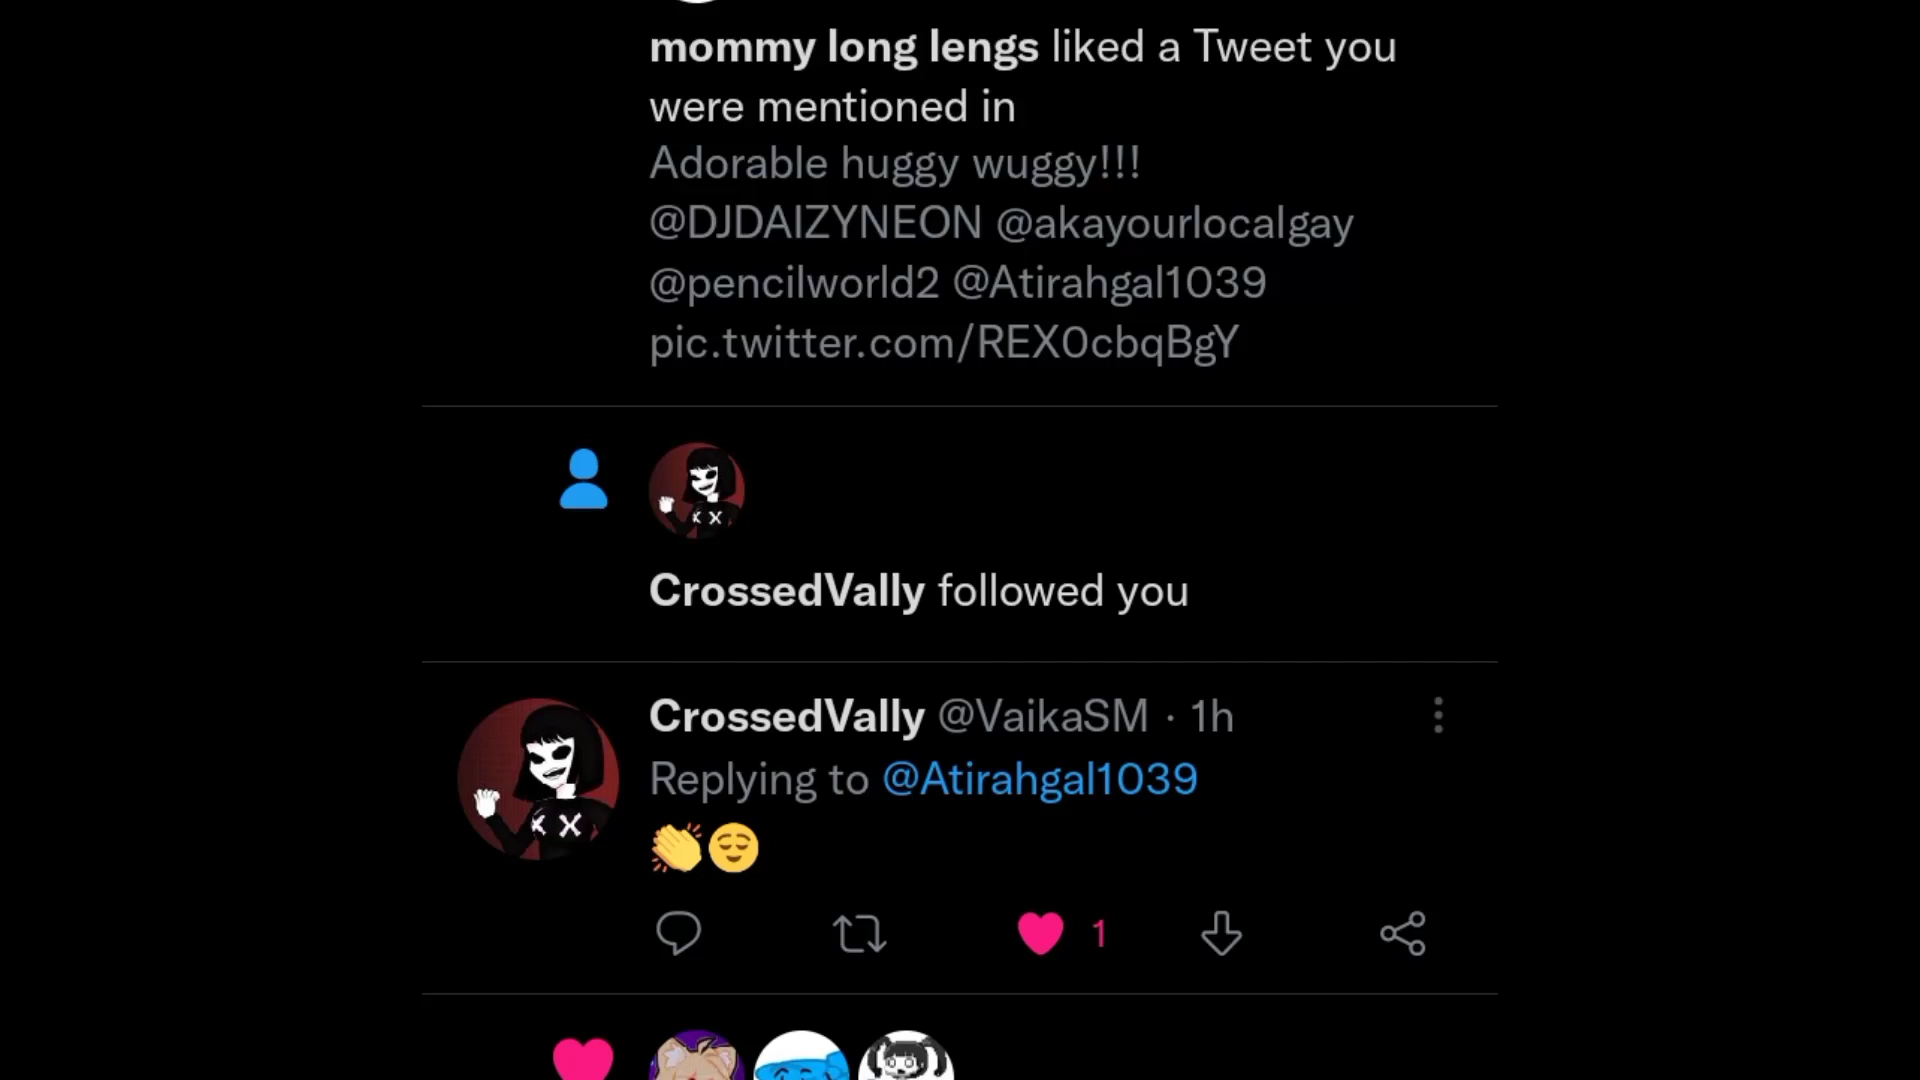 mommy long lengs liked a Tweet you
were mentioned in
Adorable huggy wuggy!!!
@DJDAIZYNEON @akayourlocalgay
@pencilworld2 @Atirahgal1039
pic.twitter.com/REX0cbqBgY
CrossedVally followed you
CrossedVally @VaikaSM · 1h
Replying to @Atirahgal1039
👏😌
1